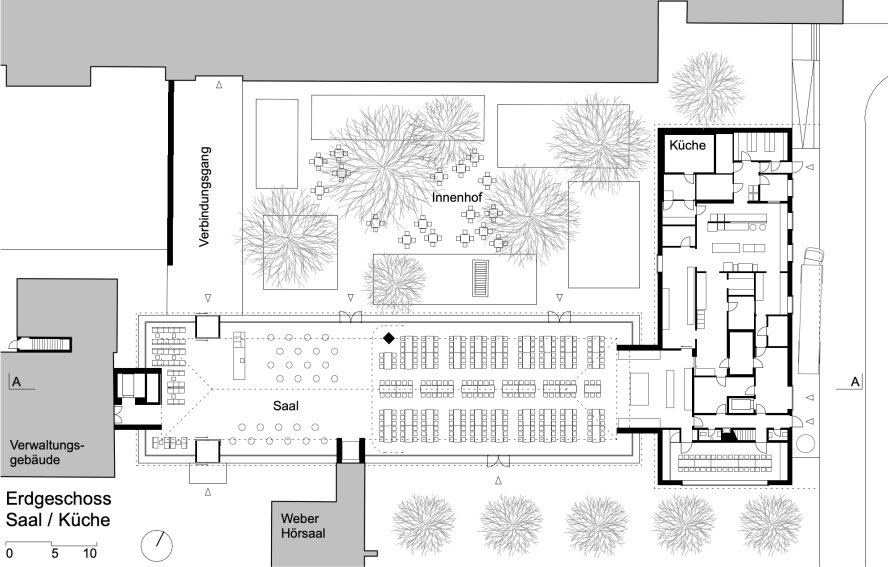 Küche
Verbindungsgang
Innenhof
A
A
Saal
Verwaltungs-
gebäude
Erdgeschoss
Saal / Küche
Weber
Hörsaal
0 5 10